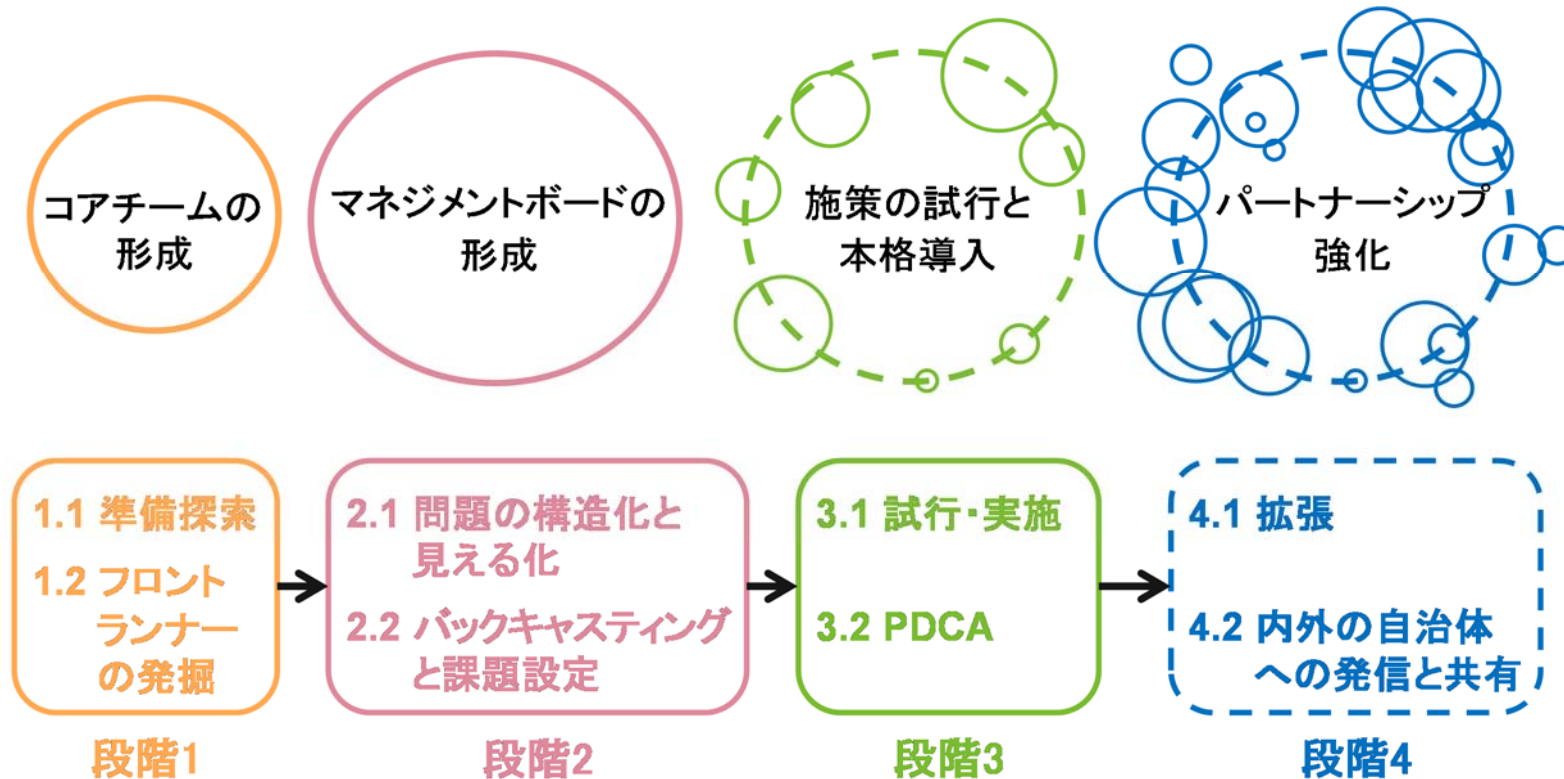 コアチームの
形成
マネジメントボードの
形成
施策の試行と
本格導入
パートナーシップ
強化
1.1 準備探索
1.2 フロント
ランナー
の発掘
2.1 問題の構造化と
見える化
2.2 バックキャスティング
と課題設定
3.1 試行・実施
3.2 PDCA
4.1 拡張
4.2 内外の自治体
への発信と共有
段階1
段階2
段階3
段階4